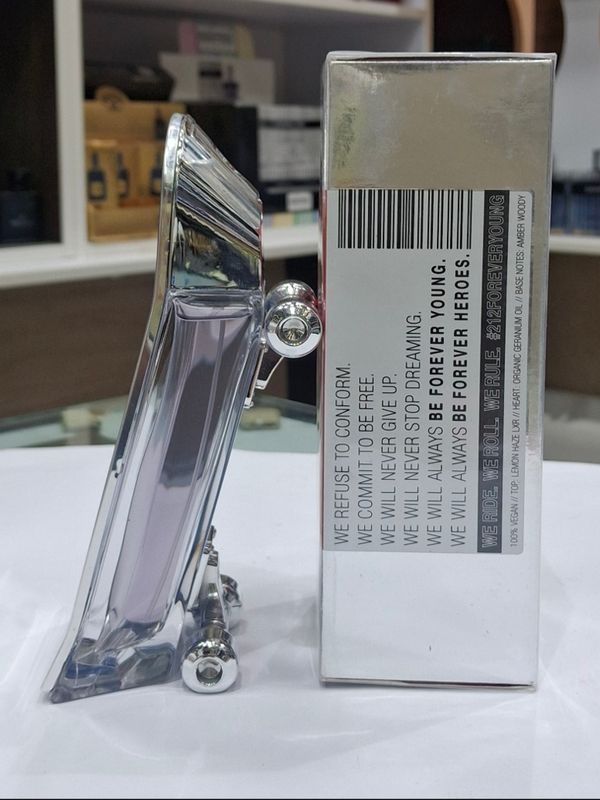 WE REFUSE TO CONFORM.
WE COMMIT TO BE FREE.
WE WILL NEVER GIVE UP.
WE WILL NEVER STOP DREAMING.
WE WILL ALWAYS BE FOREVER YOUNG.
WE WILL ALWAYS BE FOREVER HEROES.
WE RIDE. WE ROLL. WE RULE. #212FOREVERYOUNG
100% VEGAN // TOP: LEMON HAZE LXR // HEART: ORGANIC GERANIUM OIL // BASE NOTES: AMBER WOODY